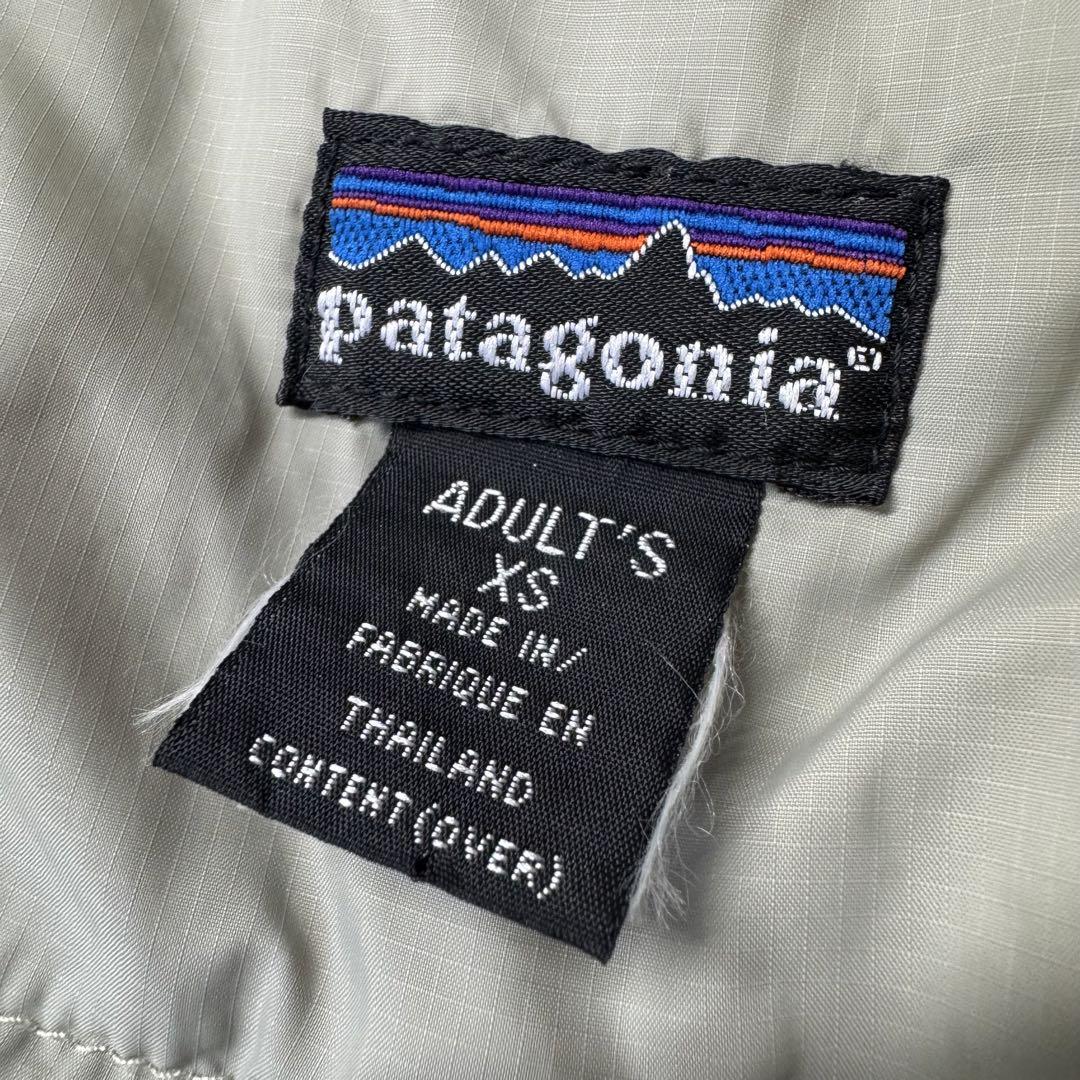 patagonia®
ADULT'S
XS
MADE IN/
FABRIQUE EN
THAILAND
CONTENT (OVER)